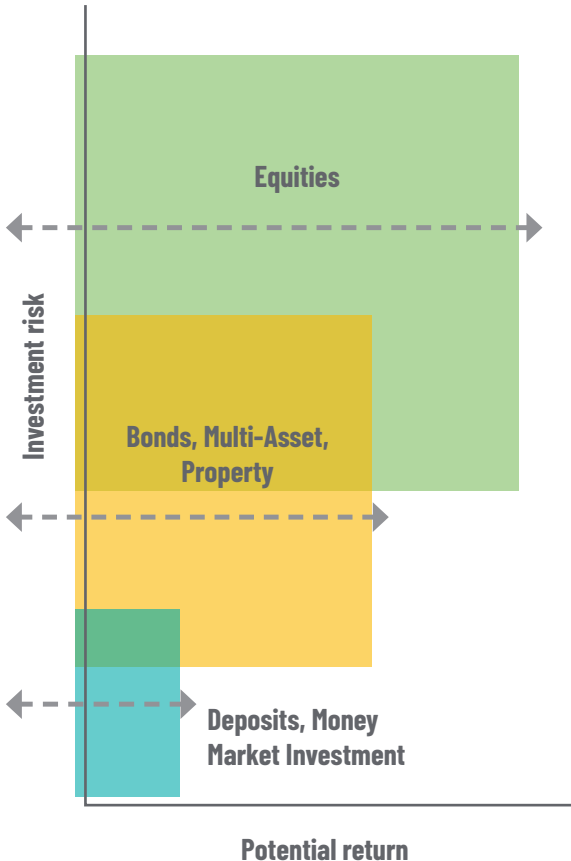 Equities
Investment risk
Bonds, Multi-Asset,
Property
Deposits, Money
Market Investment
Potential return